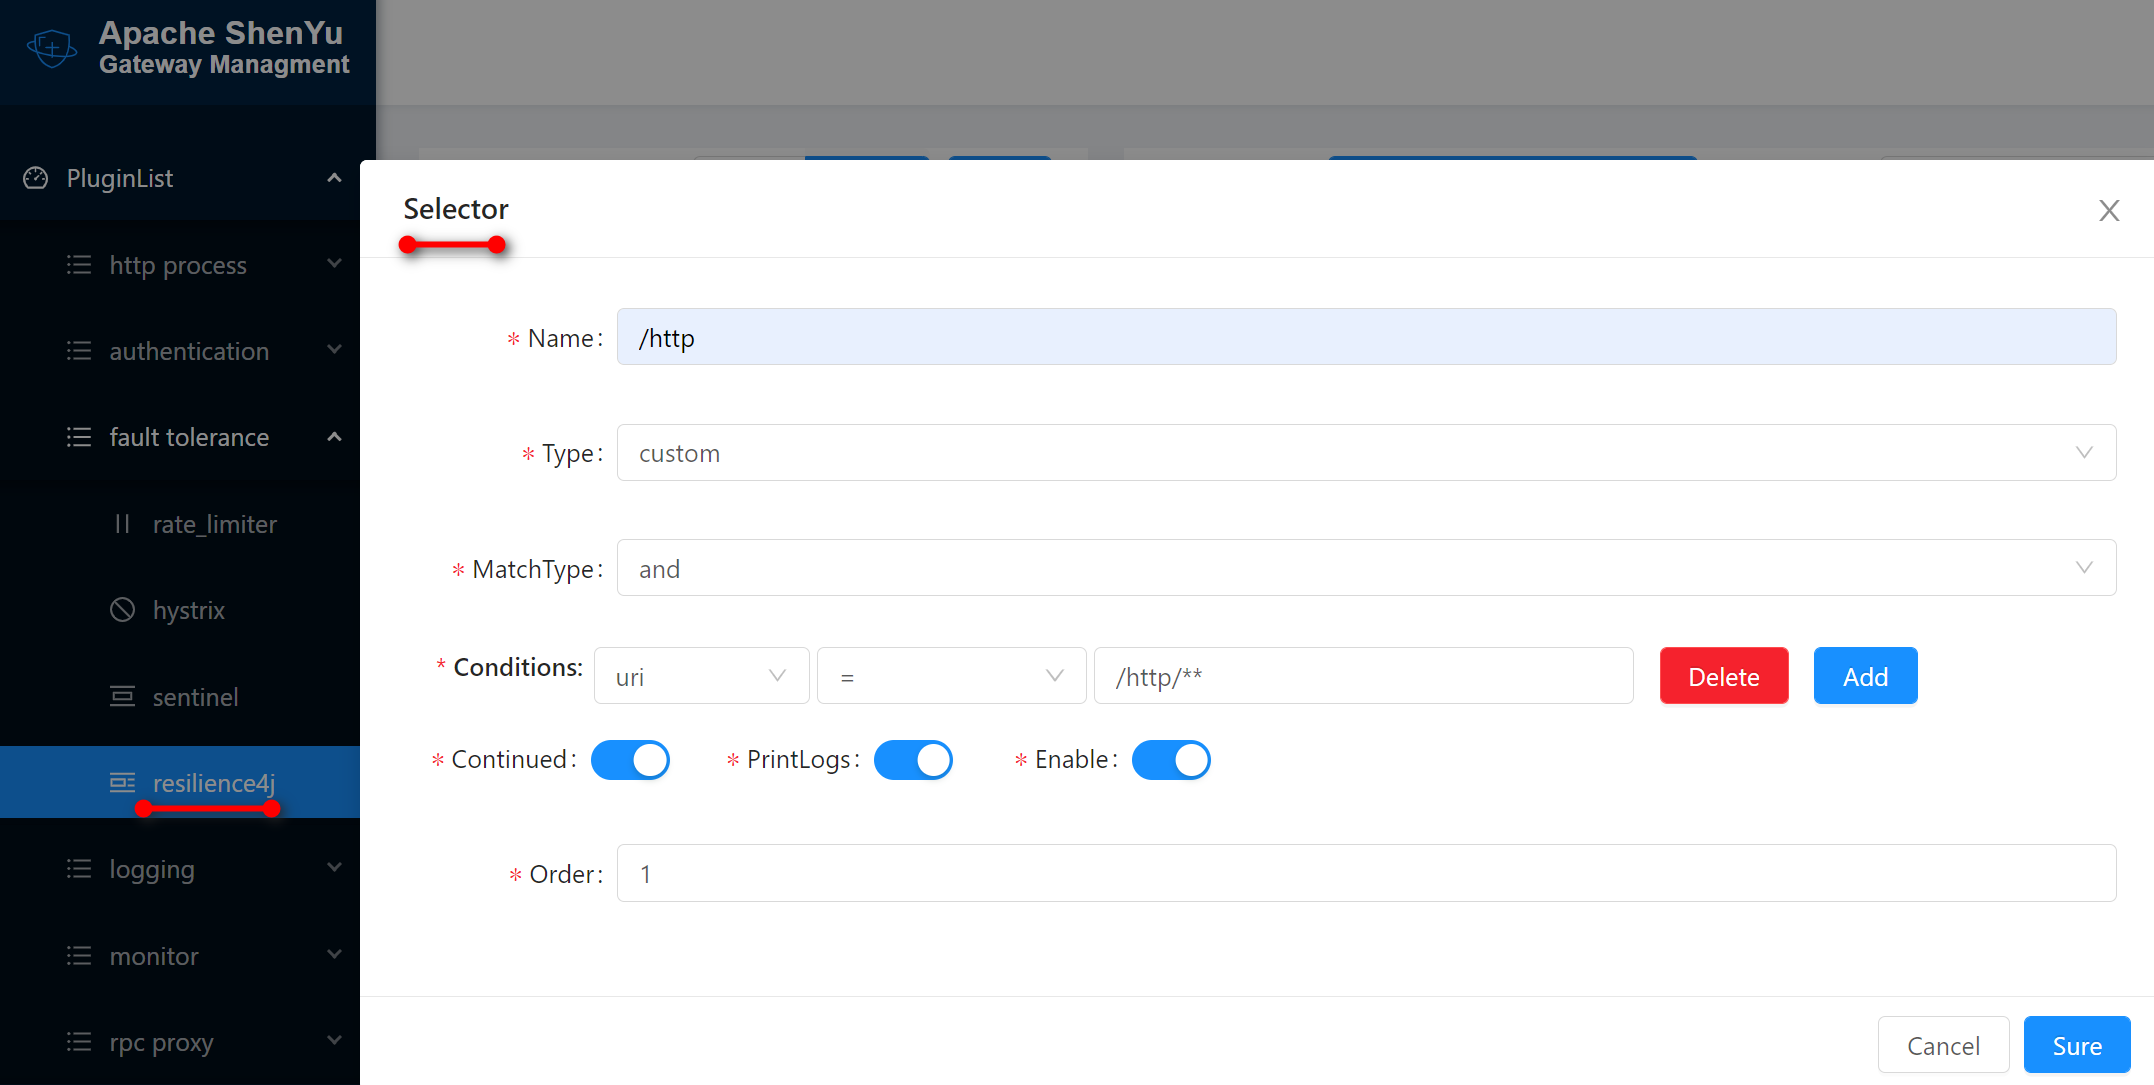 Apache ShenYu
Gateway Managment
PluginList
http process
authentication
fault tolerance
rate_limiter
hystrix
sentinel
resilience4j
logging
monitor
rpc proxy
Selector
* Name: /http
* Type: custom
* MatchType: and
* Conditions: uri = /http/** Delete Add
* Continued: * PrintLogs: * Enable:
* Order: 1
Cancel Sure